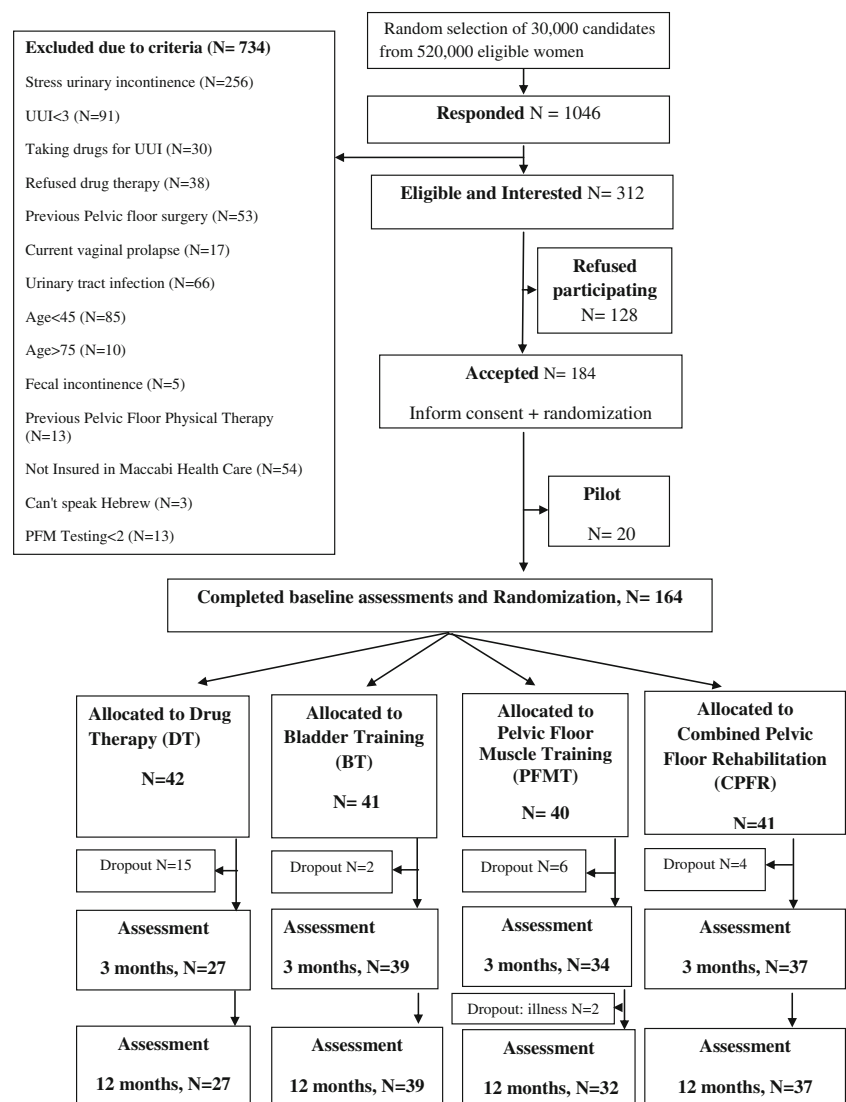 Random selection of 30,000 candidates
from 520,000 eligible women
Excluded due to criteria (N= 734)
Stress urinary incontinence (N=256)
UUI<3 (N=91)
Taking drugs for UUI (N=30)
Refused drug therapy (N=38)
Previous Pelvic floor surgery (N=53)
Current vaginal prolapse (N=17)
Urinary tract infection (N=66)
Age<45 (N=85)
Age>75 (N=10)
Fecal incontinence (N=5)
Previous Pelvic Floor Physical Therapy
(N=13)
Not Insured in Maccabi Health Care (N=54)
Can't speak Hebrew (N=3)
PFM Testing<2 (N=13)
Responded N = 1046
Eligible and Interested N= 312
Refused
participating
N= 128
Accepted N= 184
Inform consent + randomization
Pilot
N= 20
Completed baseline assessments and Randomization, N= 164
Allocated to Drug
Therapy (DT)
N=42
Allocated to
Bladder Training
(BT)
N= 41
Allocated to
Pelvic Floor
Muscle Training
(PFMT)
N= 40
Allocated to
Combined Pelvic
Floor Rehabilitation
(CPFR)
N=41
Dropout N=15
Dropout N=2
Dropout N=6
Dropout N=4
Assessment
3 months, N=27
Assessment
3 months, N=39
Assessment
3 months, N=34
Assessment
3 months, N=37
Dropout: illness N=2
Assessment
12 months, N=27
Assessment
12 months, N=39
Assessment
12 months, N=32
Assessment
12 months, N=37